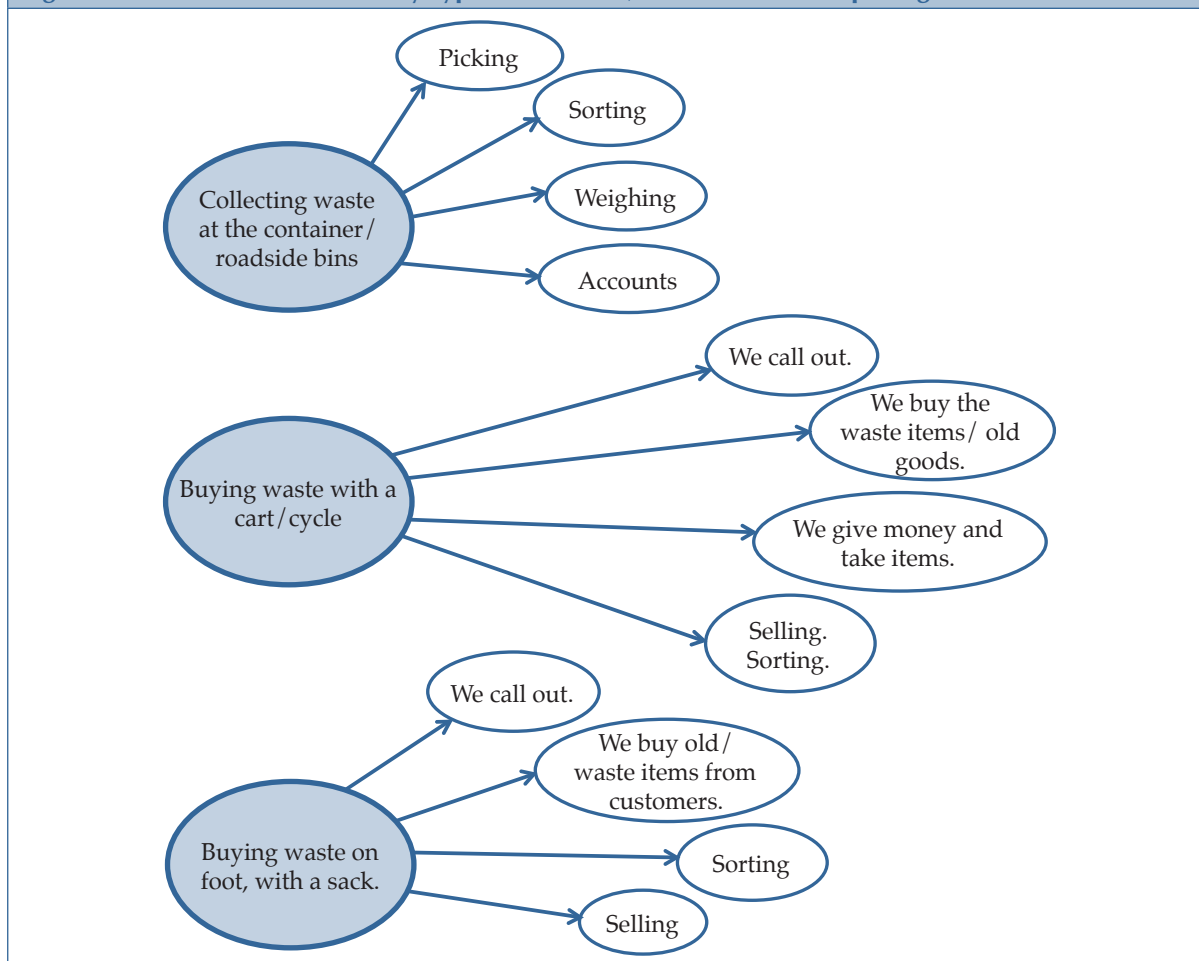 Picking
Sorting
Collecting waste
at the container/
roadside bins
Weighing
Accounts
We call out.
We buy the
waste items/ old
goods.
Buying waste with a
cart/cycle
We give money and
take items.
Selling.
Sorting.
We call out.
We buy old/
waste items from
customers.
Buying waste on
foot, with a sack.
Sorting
Selling